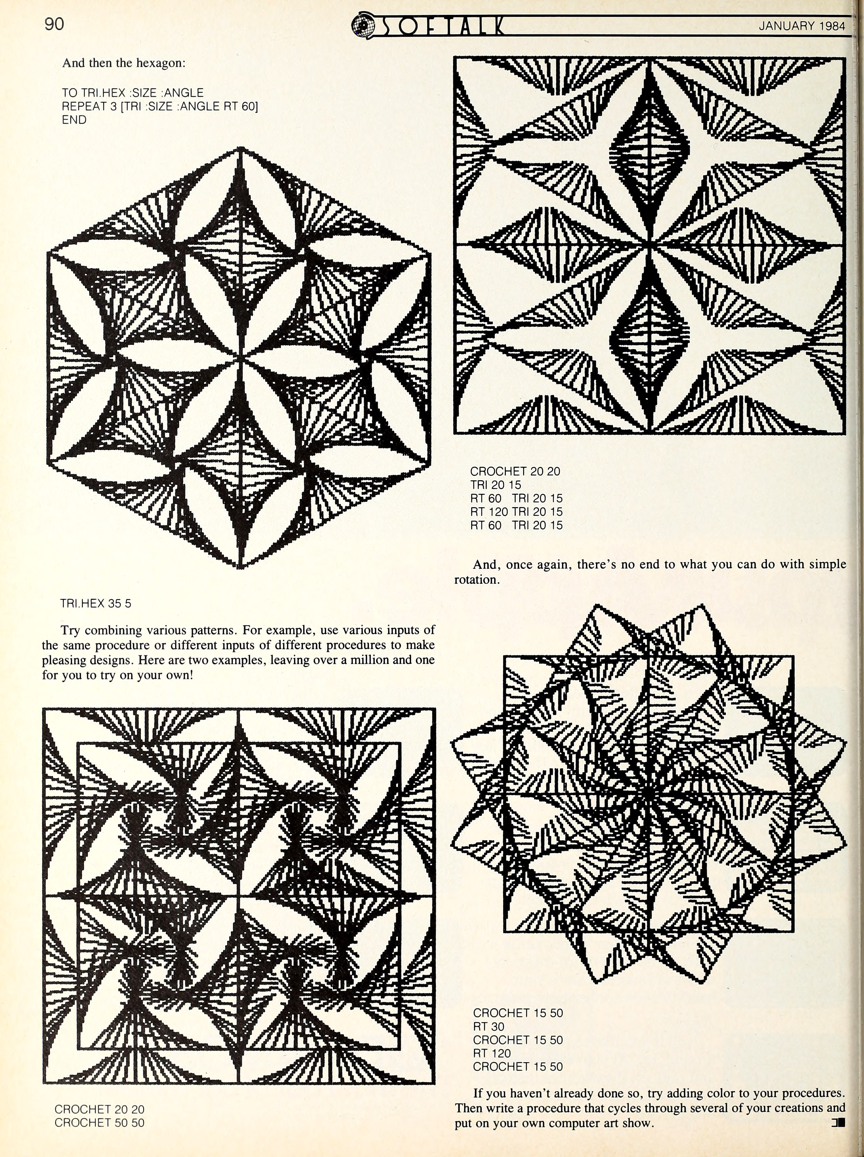 90
SOFTALK
JANUARY 1984
And then the hexagon:
TO TRI.HEX :SIZE :ANGLE
REPEAT 3 [TRI :SIZE :ANGLE RT 60]
END
TRI.HEX 35 5
Try combining various patterns. For example, use various inputs of
the same procedure or different inputs of different procedures to make
pleasing designs. Here are two examples, leaving over a million and one
for you to try on your own!
CROCHET 20 20
CROCHET 50 50
CROCHET 20 20
TRI 20 15
RT 60 TRI 20 15
RT 120 TRI 20 15
RT 60 TRI 20 15
And, once again, there's no end to what you can do with simple
rotation.
CROCHET 15 50
RT 30
CROCHET 15 50
RT 120
CROCHET 15 50
If you haven't already done so, try adding color to your procedures.
Then write a procedure that cycles through several of your creations and
put on your own computer art show.